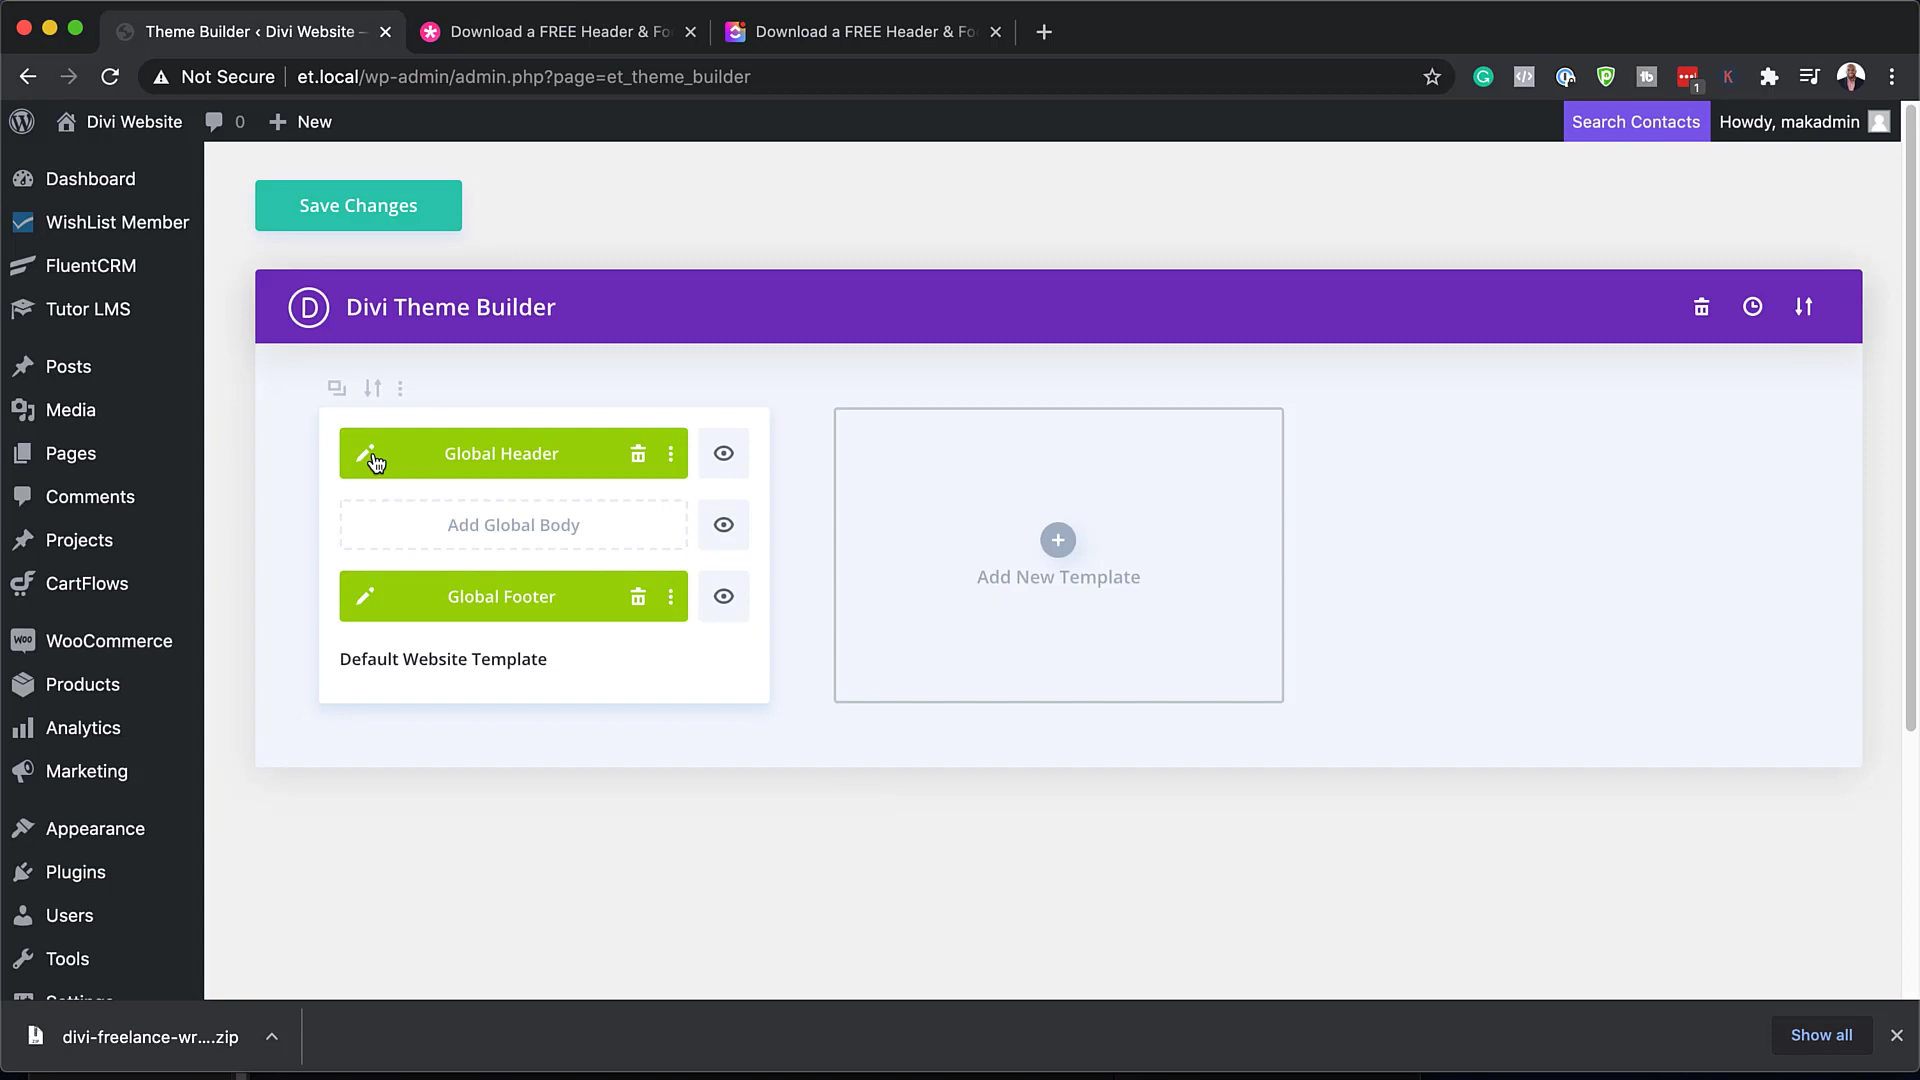 Theme Builder ‹ Divi Website –
Download a FREE Header & Fo
Download a FREE Header & Fo
Not Secure
et.local/wp-admin/admin.php?page=et_theme_builder
1
Divi Website
0
New
Search Contacts
Howdy, makadmin
Dashboard
WishList Member
FluentCRM
Tutor LMS
Posts
Media
Pages
Comments
Projects
CartFlows
WooCommerce
Products
Analytics
Marketing
Appearance
Plugins
Users
Tools
Settings
Save Changes
D
Divi Theme Builder
Global Header
Add Global Body
Global Footer
Default Website Template
Add New Template
divi-freelance-wr....zip
Show all